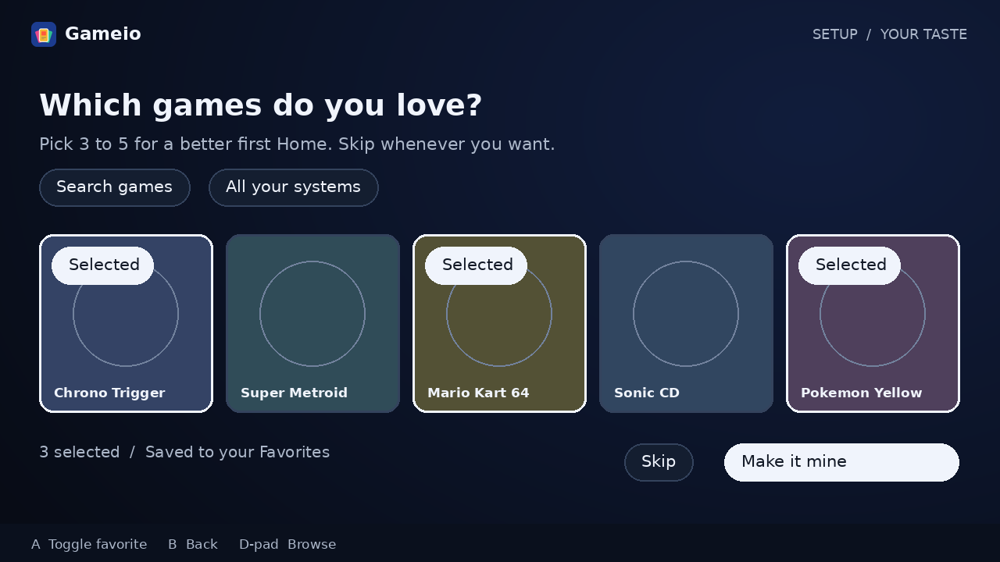 Gameio
SETUP / YOUR TASTE
Which games do you love?
Pick 3 to 5 for a better first Home. Skip whenever you want.
Search games
All your systems
Selected
Selected
Selected
Chrono Trigger
Super Metroid
Mario Kart 64
Sonic CD
Pokemon Yellow
3 selected / Saved to your Favorites
Skip
Make it mine
A Toggle favorite B Back D-pad Browse